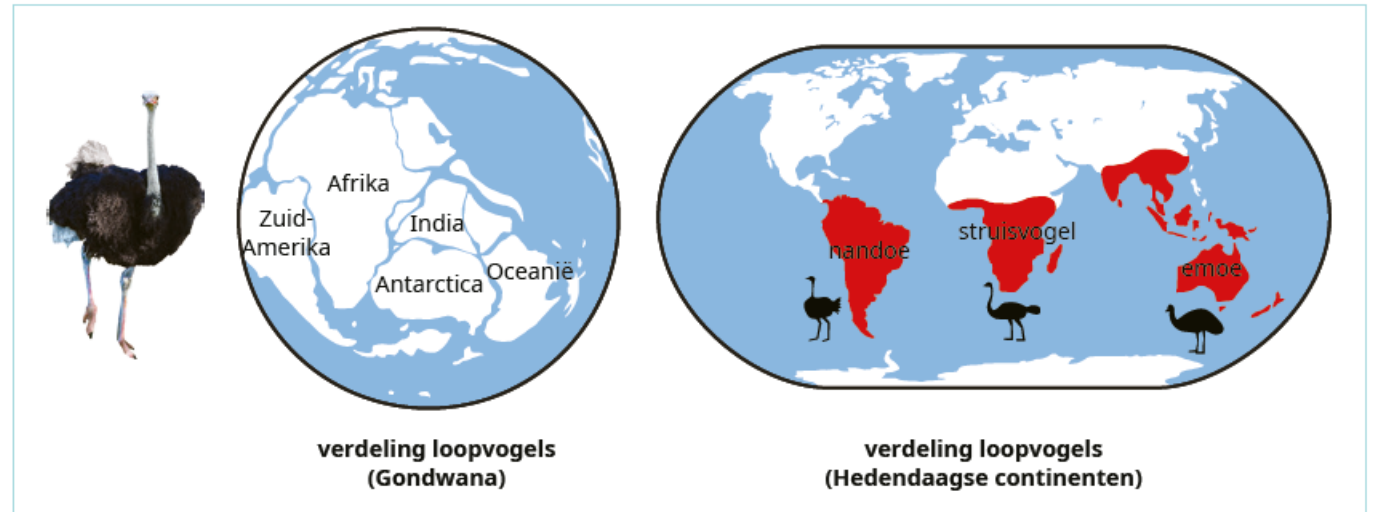 Afrika
Zuid-
Amerika
India
Antarctica
Oceanië
nandoe
struisvogel
emoe
verdeling loopvogels
(Gondwana)
verdeling loopvogels
(Hedendaagse continenten)